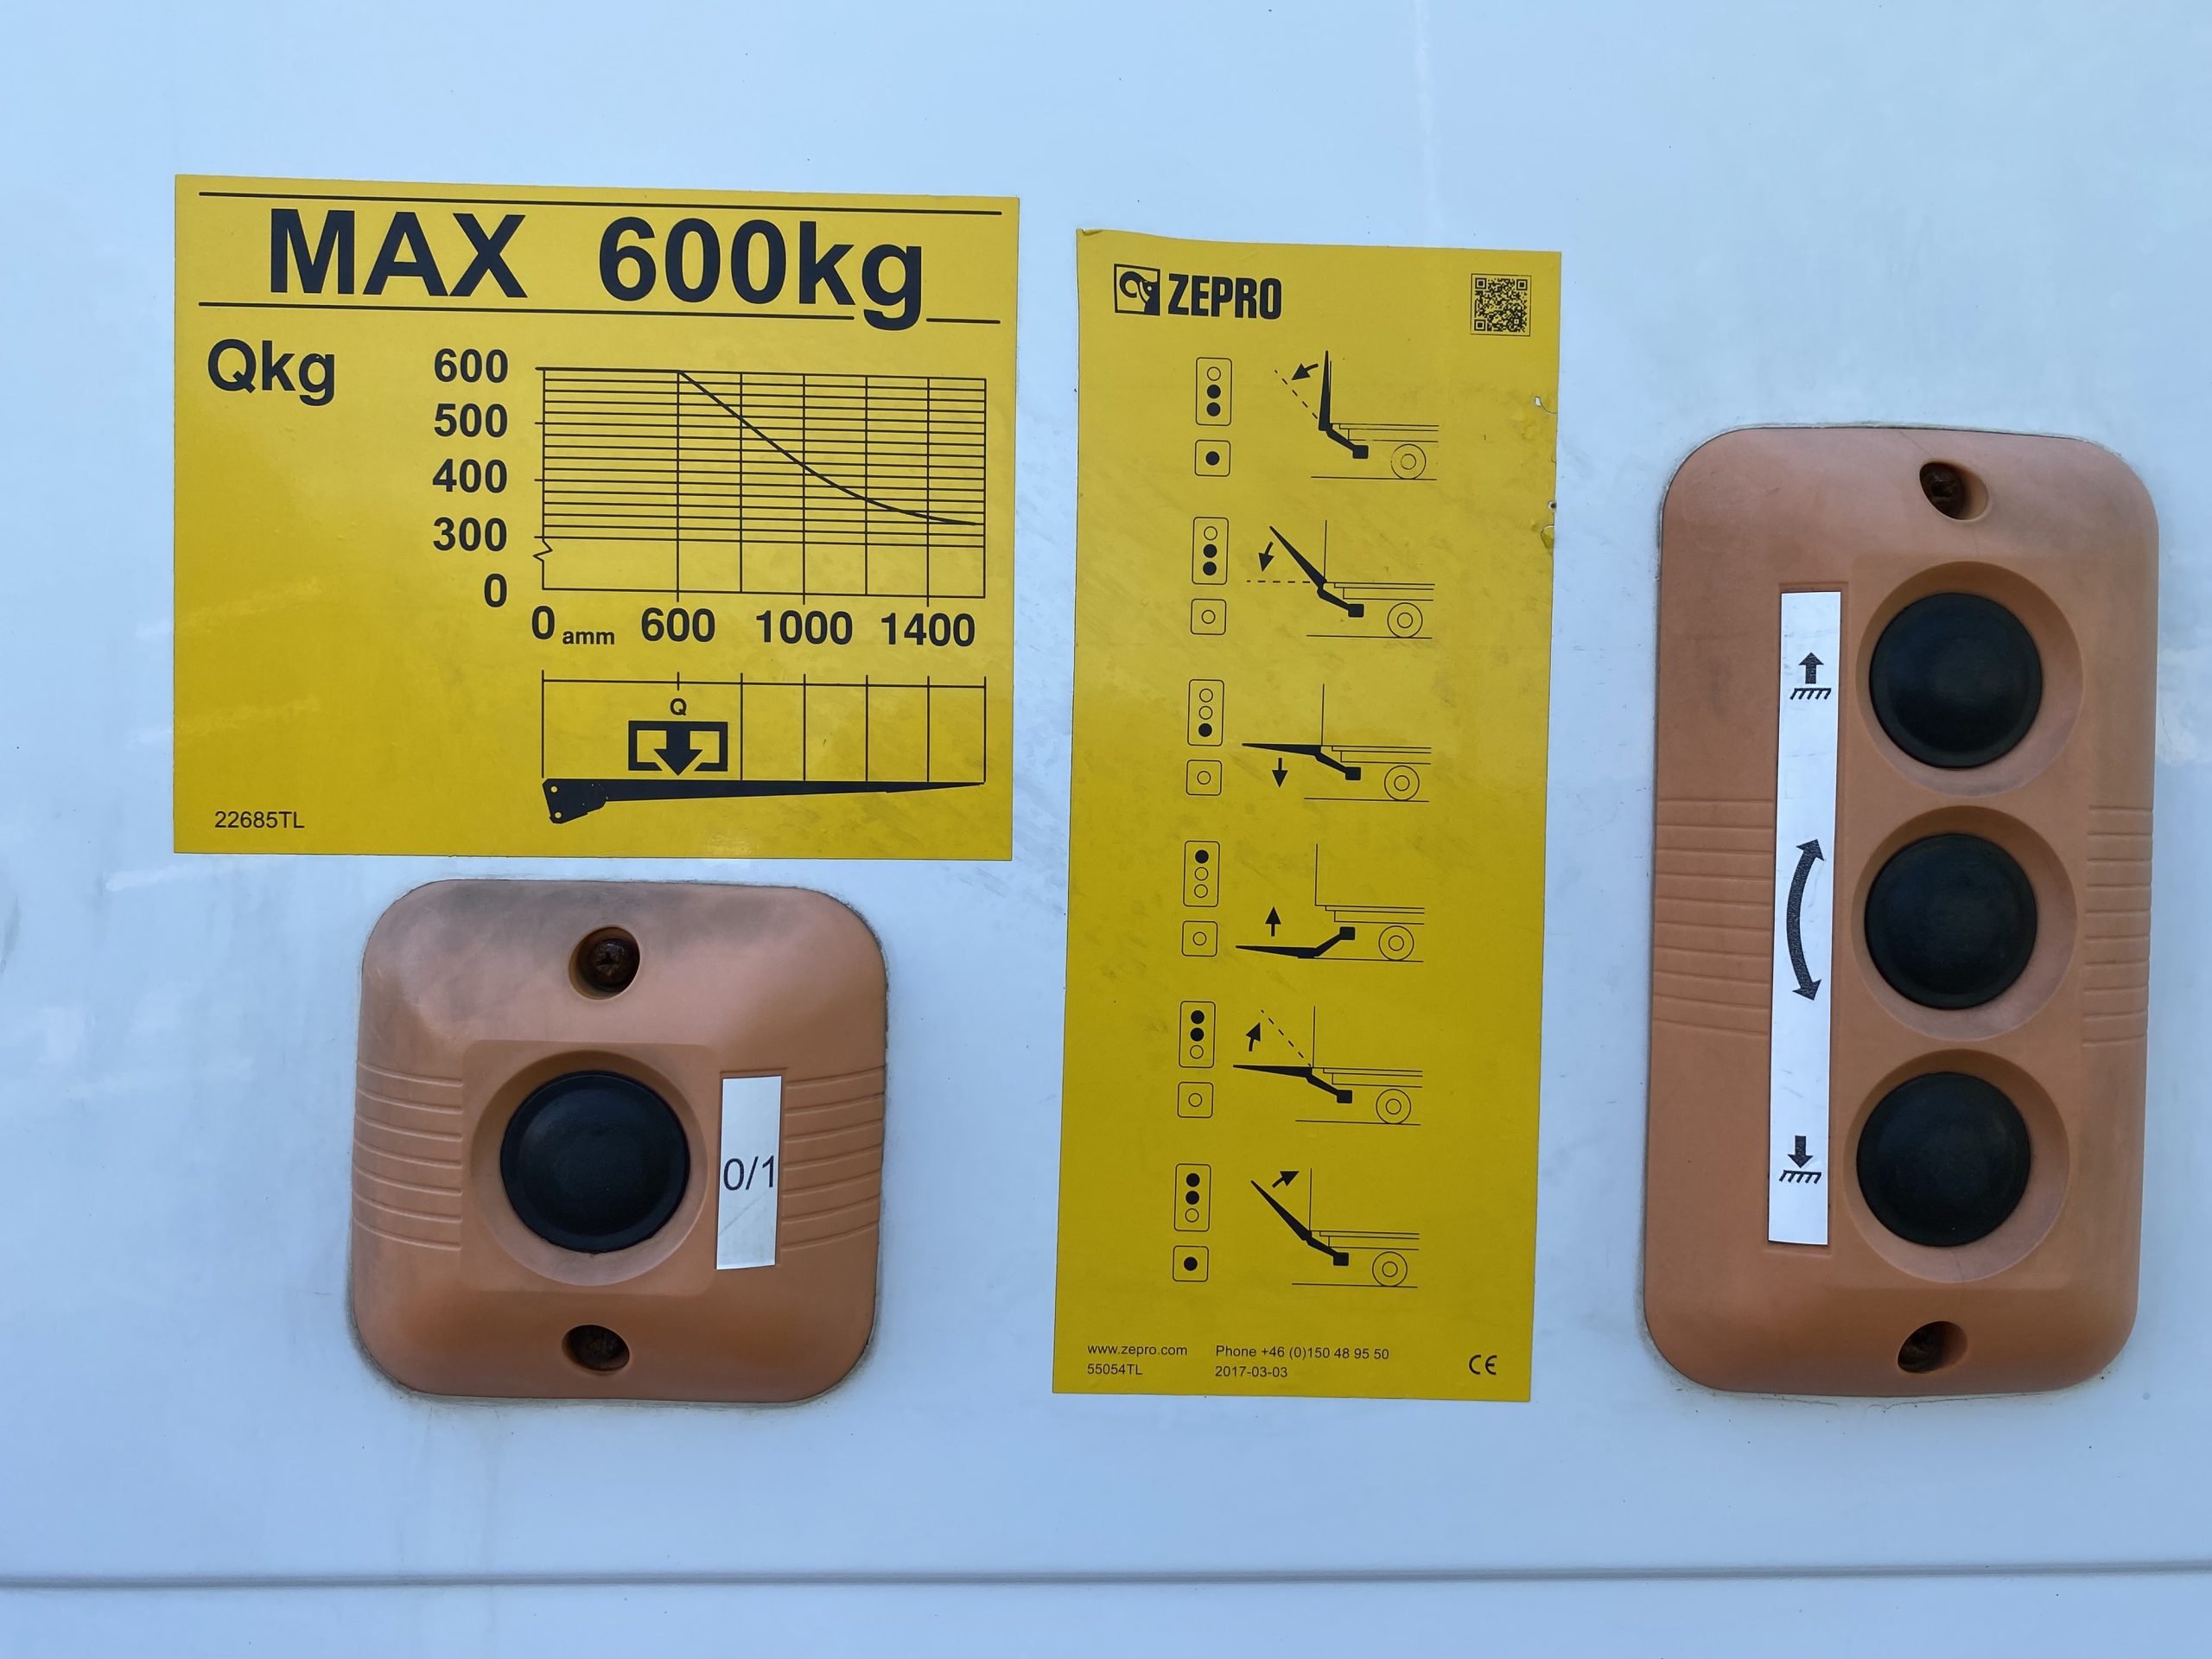 MAX 600kg
Qkg
600
500
400
300
0
0 amm 600 1000 1400
Q
22685TL
ZEPRO
www.zepro.com Phone +46 (0)150 48 95 50
55054TL 2017-03-03
CE
0/1